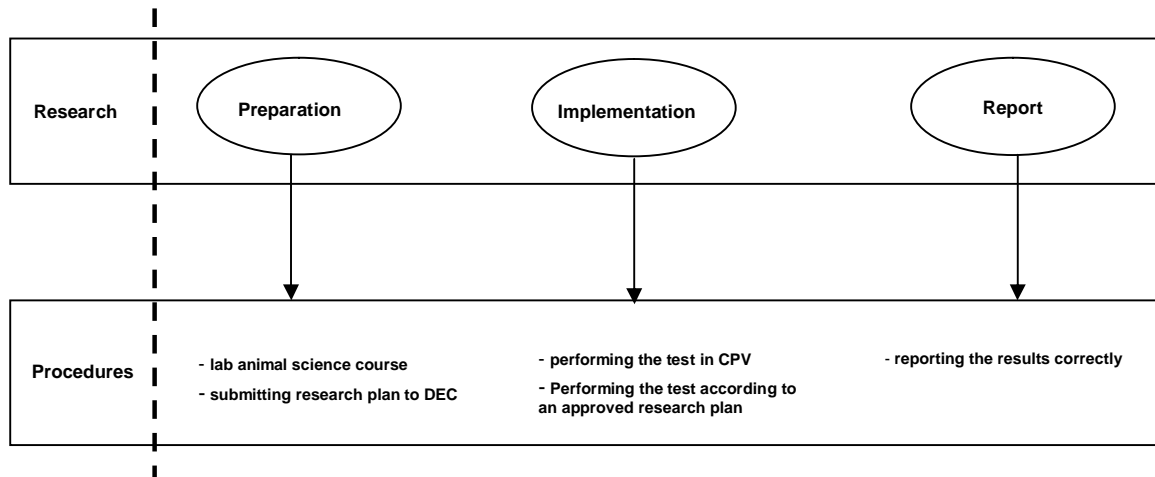 Research
Preparation
Implementation
Report
Procedures
- lab animal science course
- submitting research plan to DEC
- performing the test in CPV
- Performing the test according to
an approved research plan
- reporting the results correctly